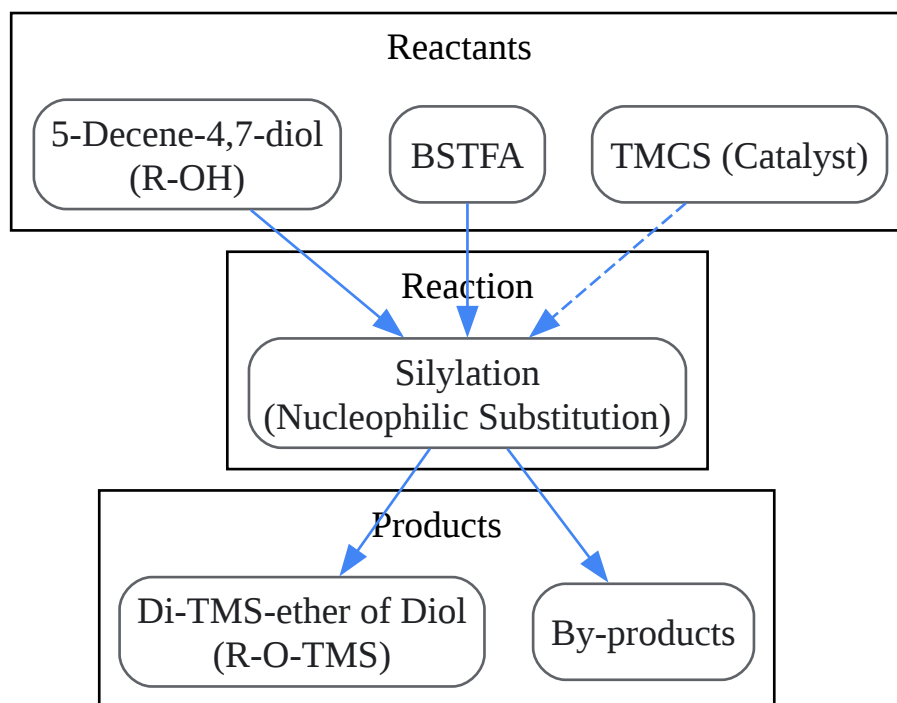 Reactants
5-Decene-4,7-diol
(R-OH)
BSTFA
TMCS (Catalyst)
Reaction
Silylation
(Nucleophilic Substitution)
Products
Di-TMS-ether of Diol
(R-O-TMS)
By-products